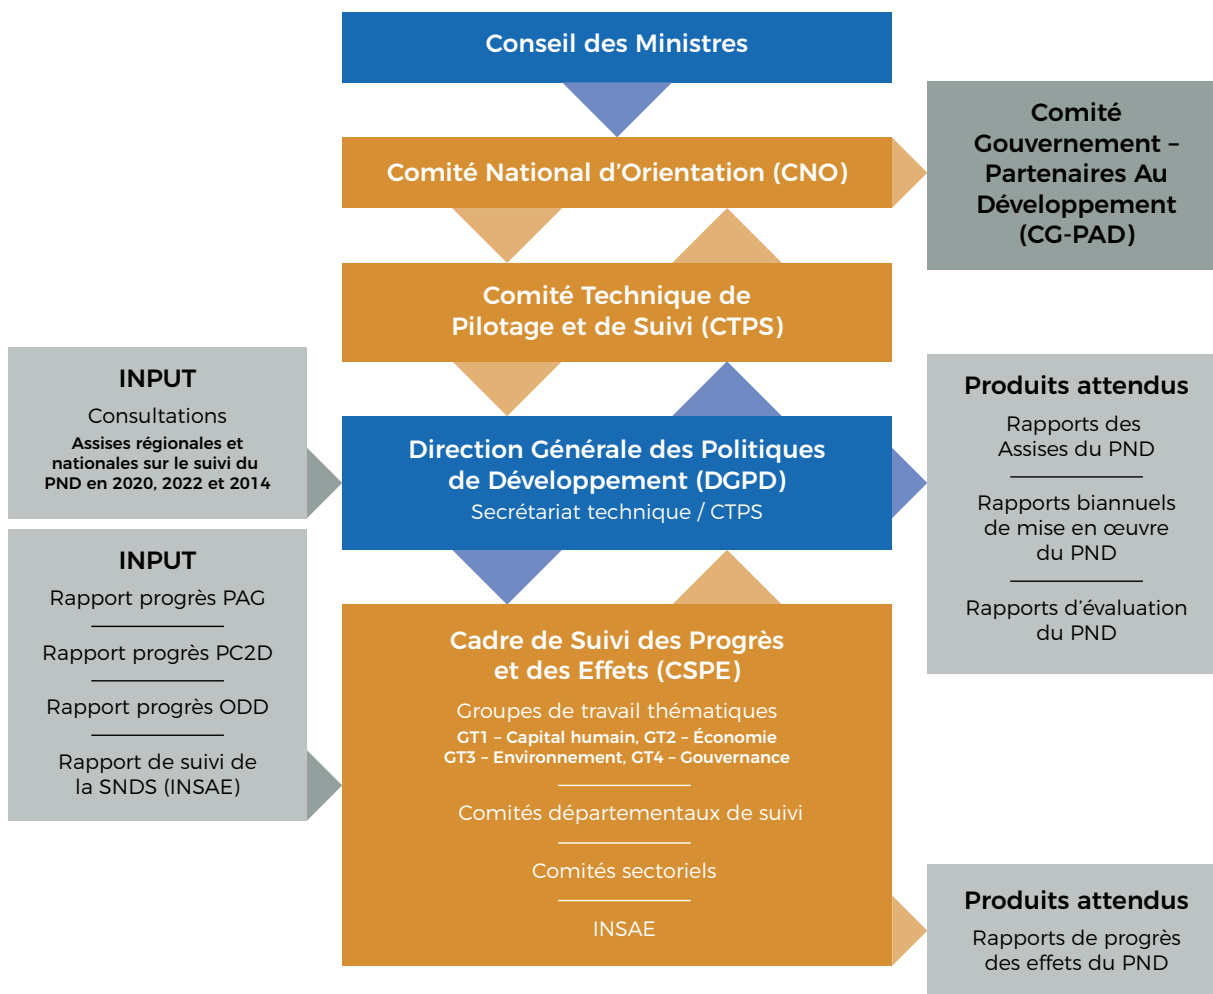 Conseil des Ministres
Comité National d’Orientation (CNO)
Comité
Gouvernement –
Partenaires Au
Développement
(CG-PAD)
Comité Technique de
Pilotage et de Suivi (CTPS)
INPUT
Consultations
Assises régionales et
nationales sur le suivi du
PND en 2020, 2022 et 2014
Direction Générale des Politiques
de Développement (DGPD)
Secrétariat technique / CTPS
Produits attendus
Rapports des
Assises du PND
Rapports biannuels
de mise en œuvre
du PND
Rapports d’évaluation
du PND
INPUT
Rapport progrès PAG
Rapport progrès PC2D
Rapport progrès ODD
Rapport de suivi de
la SNDS (INSAE)
Cadre de Suivi des Progrès
et des Effets (CSPE)
Groupes de travail thématiques
GT1 – Capital humain, GT2 – Économie
GT3 – Environnement, GT4 – Gouvernance
Comités départementaux de suivi
Comités sectoriels
INSAE
Produits attendus
Rapports de progrès
des effets du PND